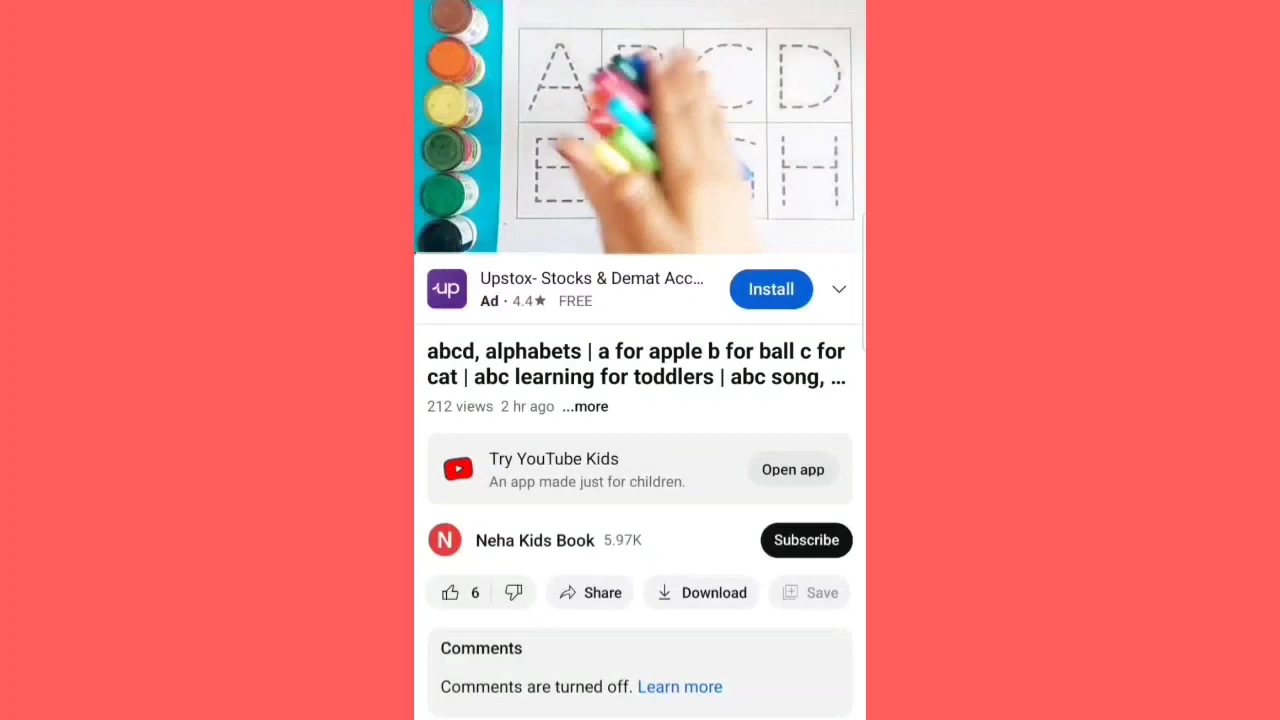 A B C D
E H
up
Upstox- Stocks & Demat Acc...
Ad · 4.4★ FREE
Install
abcd, alphabets | a for apple b for ball c for
cat | abc learning for toddlers | abc song, ...
212 views 2 hr ago ...more
Try YouTube Kids
An app made just for children.
Open app
N
Neha Kids Book 5.97K
Subscribe
6 Share Download Save
Comments
Comments are turned off. Learn more